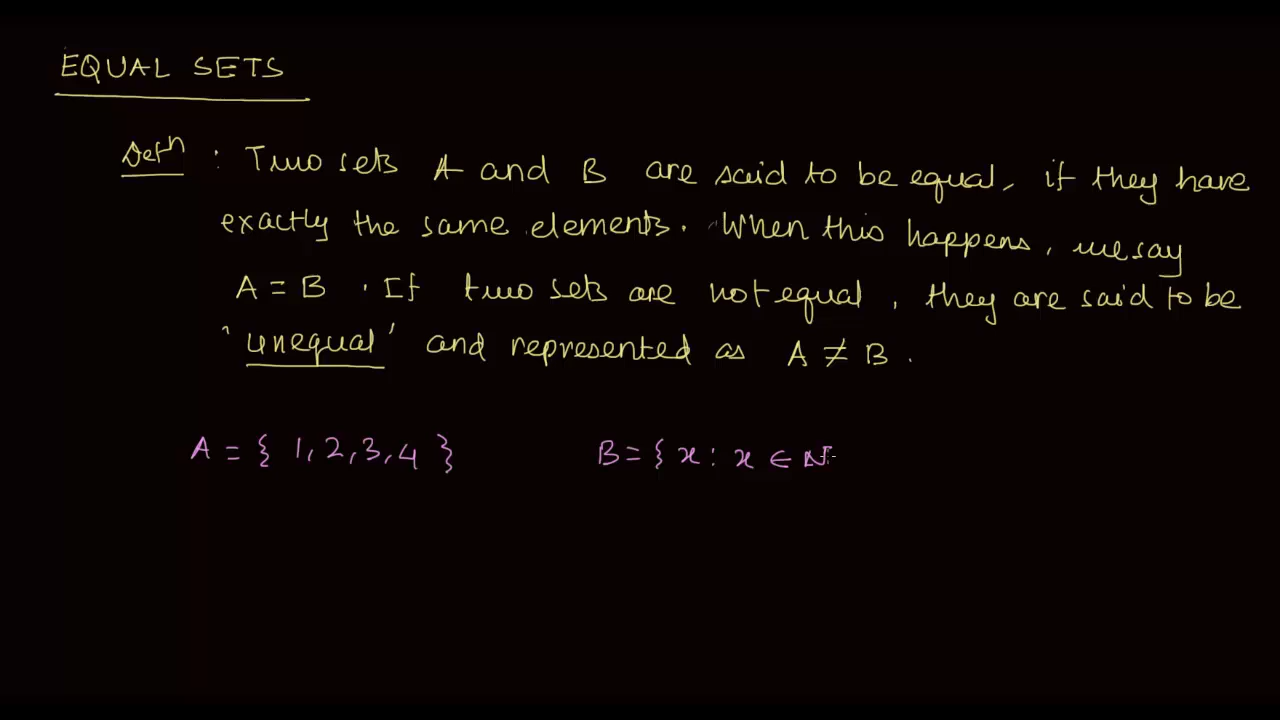 EQUAL SETS
Defⁿ : Two sets A and B are said to be equal, if they have
exactly the same elements. When this happens, we say
A = B . If two sets are not equal, they are said to be
'unequal' and represented as A ≠ B .
A = { 1, 2, 3, 4 } B = { x : x ∈ N